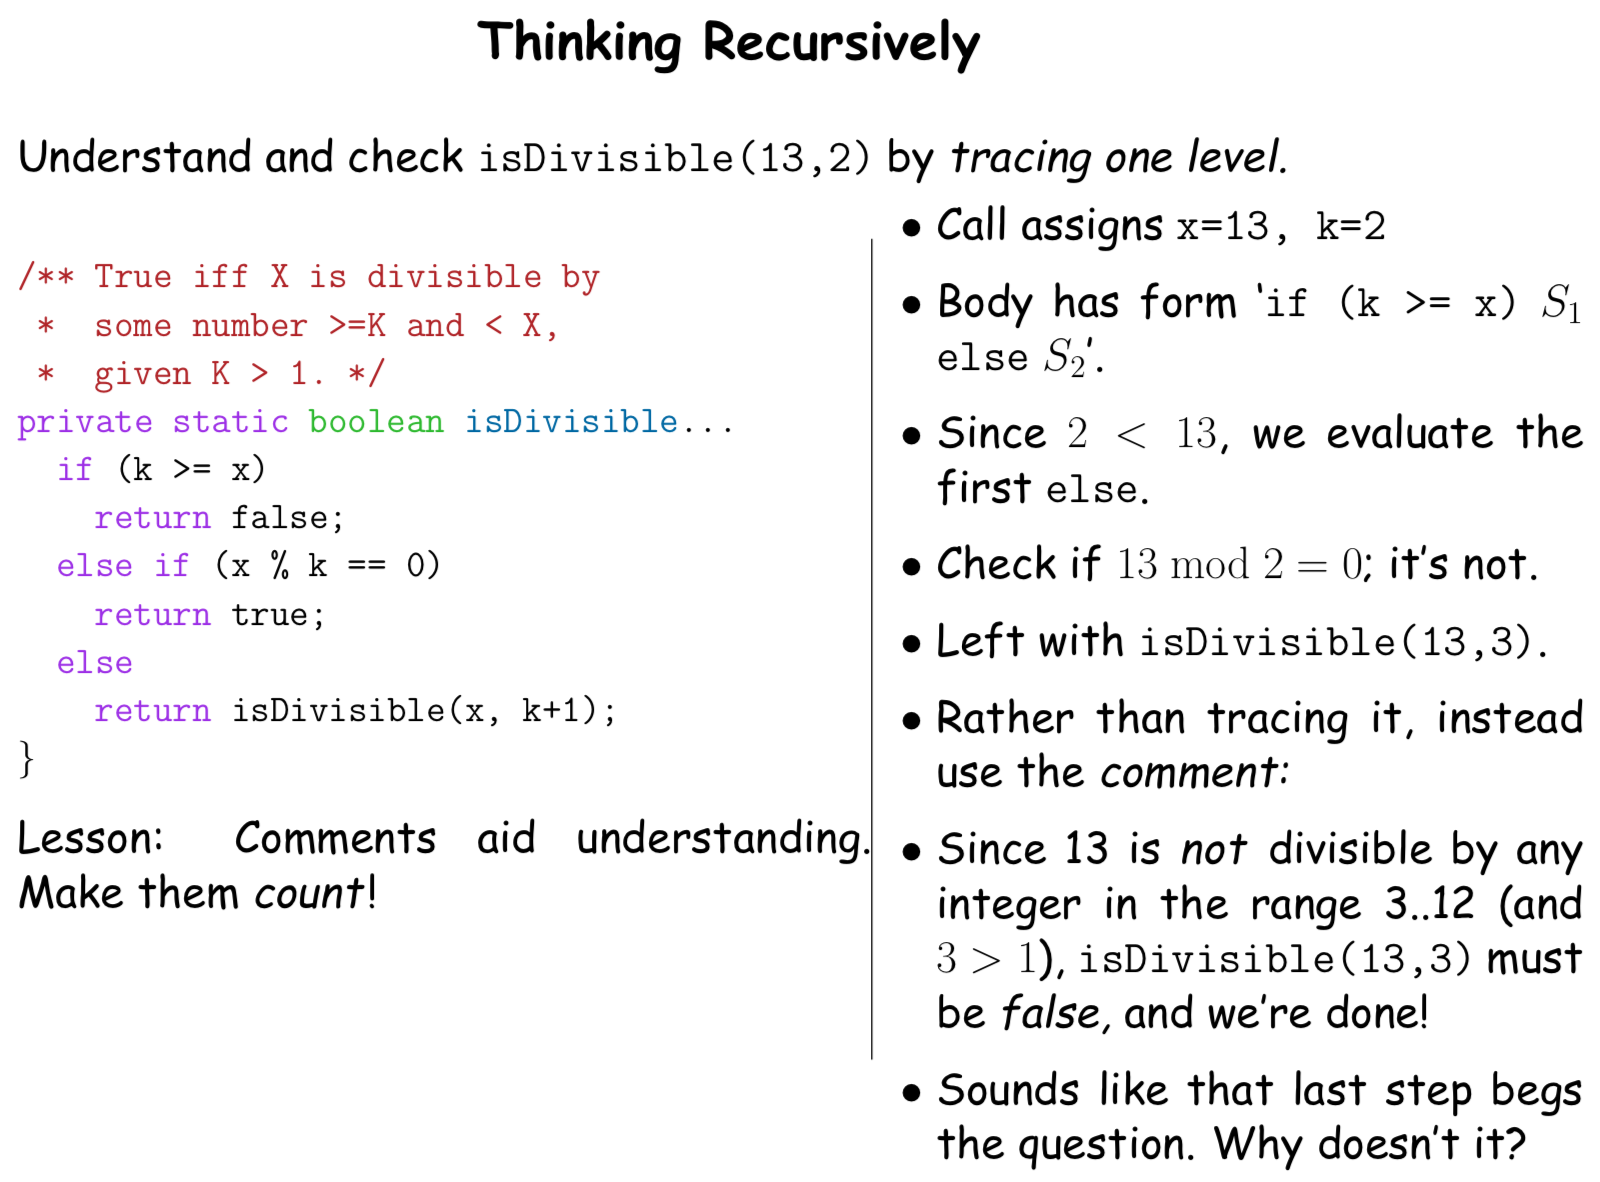 Thinking Recursively
Understand and check isDivisible(13,2) by tracing one level.
/** True iff X is divisible by
 *  some number >=K and < X,
 *  given K > 1. */
private static boolean isDivisible...
  if (k >= x)
    return false;
  else if (x % k == 0)
    return true;
  else
    return isDivisible(x, k+1);
}
Lesson: Comments aid understanding.
Make them count!
• Call assigns x=13, k=2
• Body has form ‘if (k >= x) S₁
else S₂’.
• Since 2 < 13, we evaluate the
first else.
• Check if 13 mod 2 = 0; it's not.
• Left with isDivisible(13,3).
• Rather than tracing it, instead
use the comment:
• Since 13 is not divisible by any
integer in the range 3..12 (and
3 > 1), isDivisible(13,3) must
be false, and we're done!
• Sounds like that last step begs
the question. Why doesn't it?